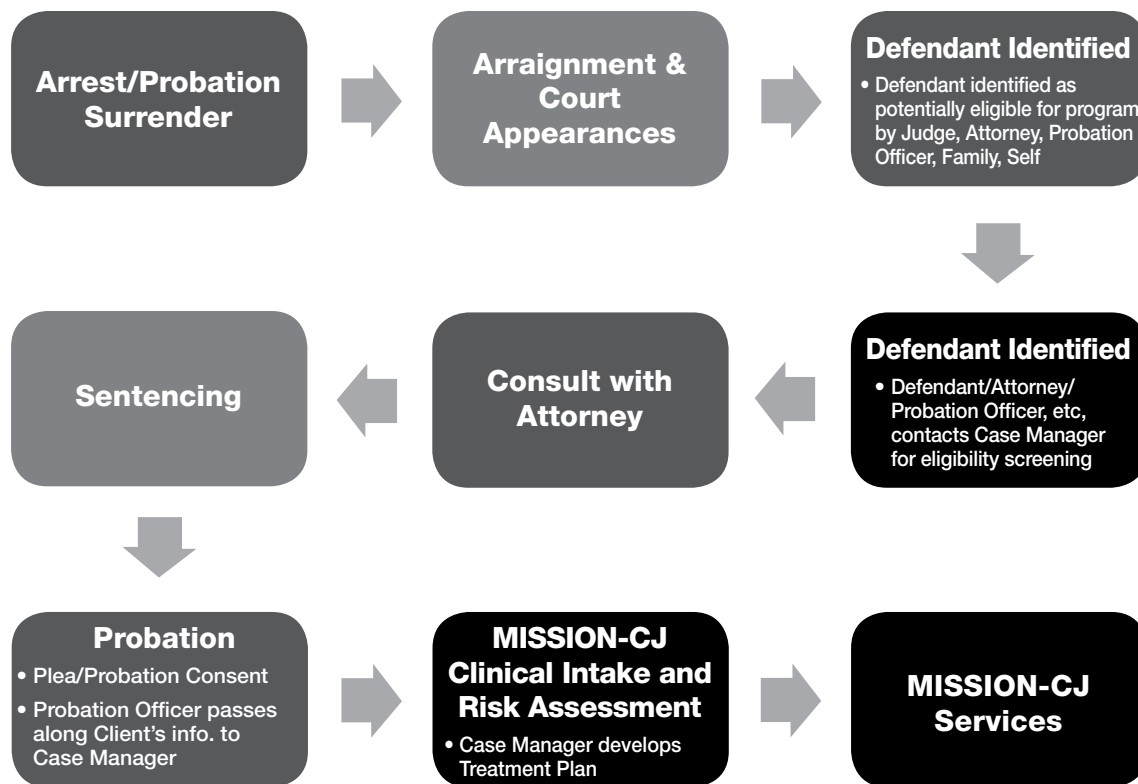 Arrest/Probation
Surrender
Arraignment &
Court
Appearances
Defendant Identified
• Defendant identified as
potentially eligible for program
by Judge, Attorney, Probation
Officer, Family, Self
Defendant Identified
• Defendant/Attorney/
Probation Officer, etc,
contacts Case Manager
for eligibility screening
Consult with
Attorney
Sentencing
Probation
• Plea/Probation Consent
• Probation Officer passes
along Client's info. to
Case Manager
MISSION-CJ
Clinical Intake and
Risk Assessment
• Case Manager develops
Treatment Plan
MISSION-CJ
Services